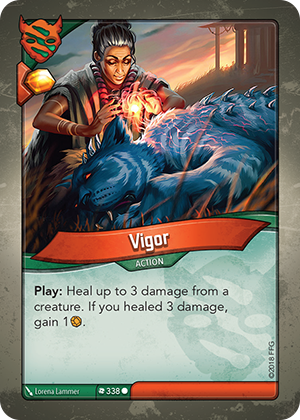 Vigor
ACTION
Play: Heal up to 3 damage from a
creature. If you healed 3 damage,
gain 1.
©2018 FFG
Lorena Lammer
338